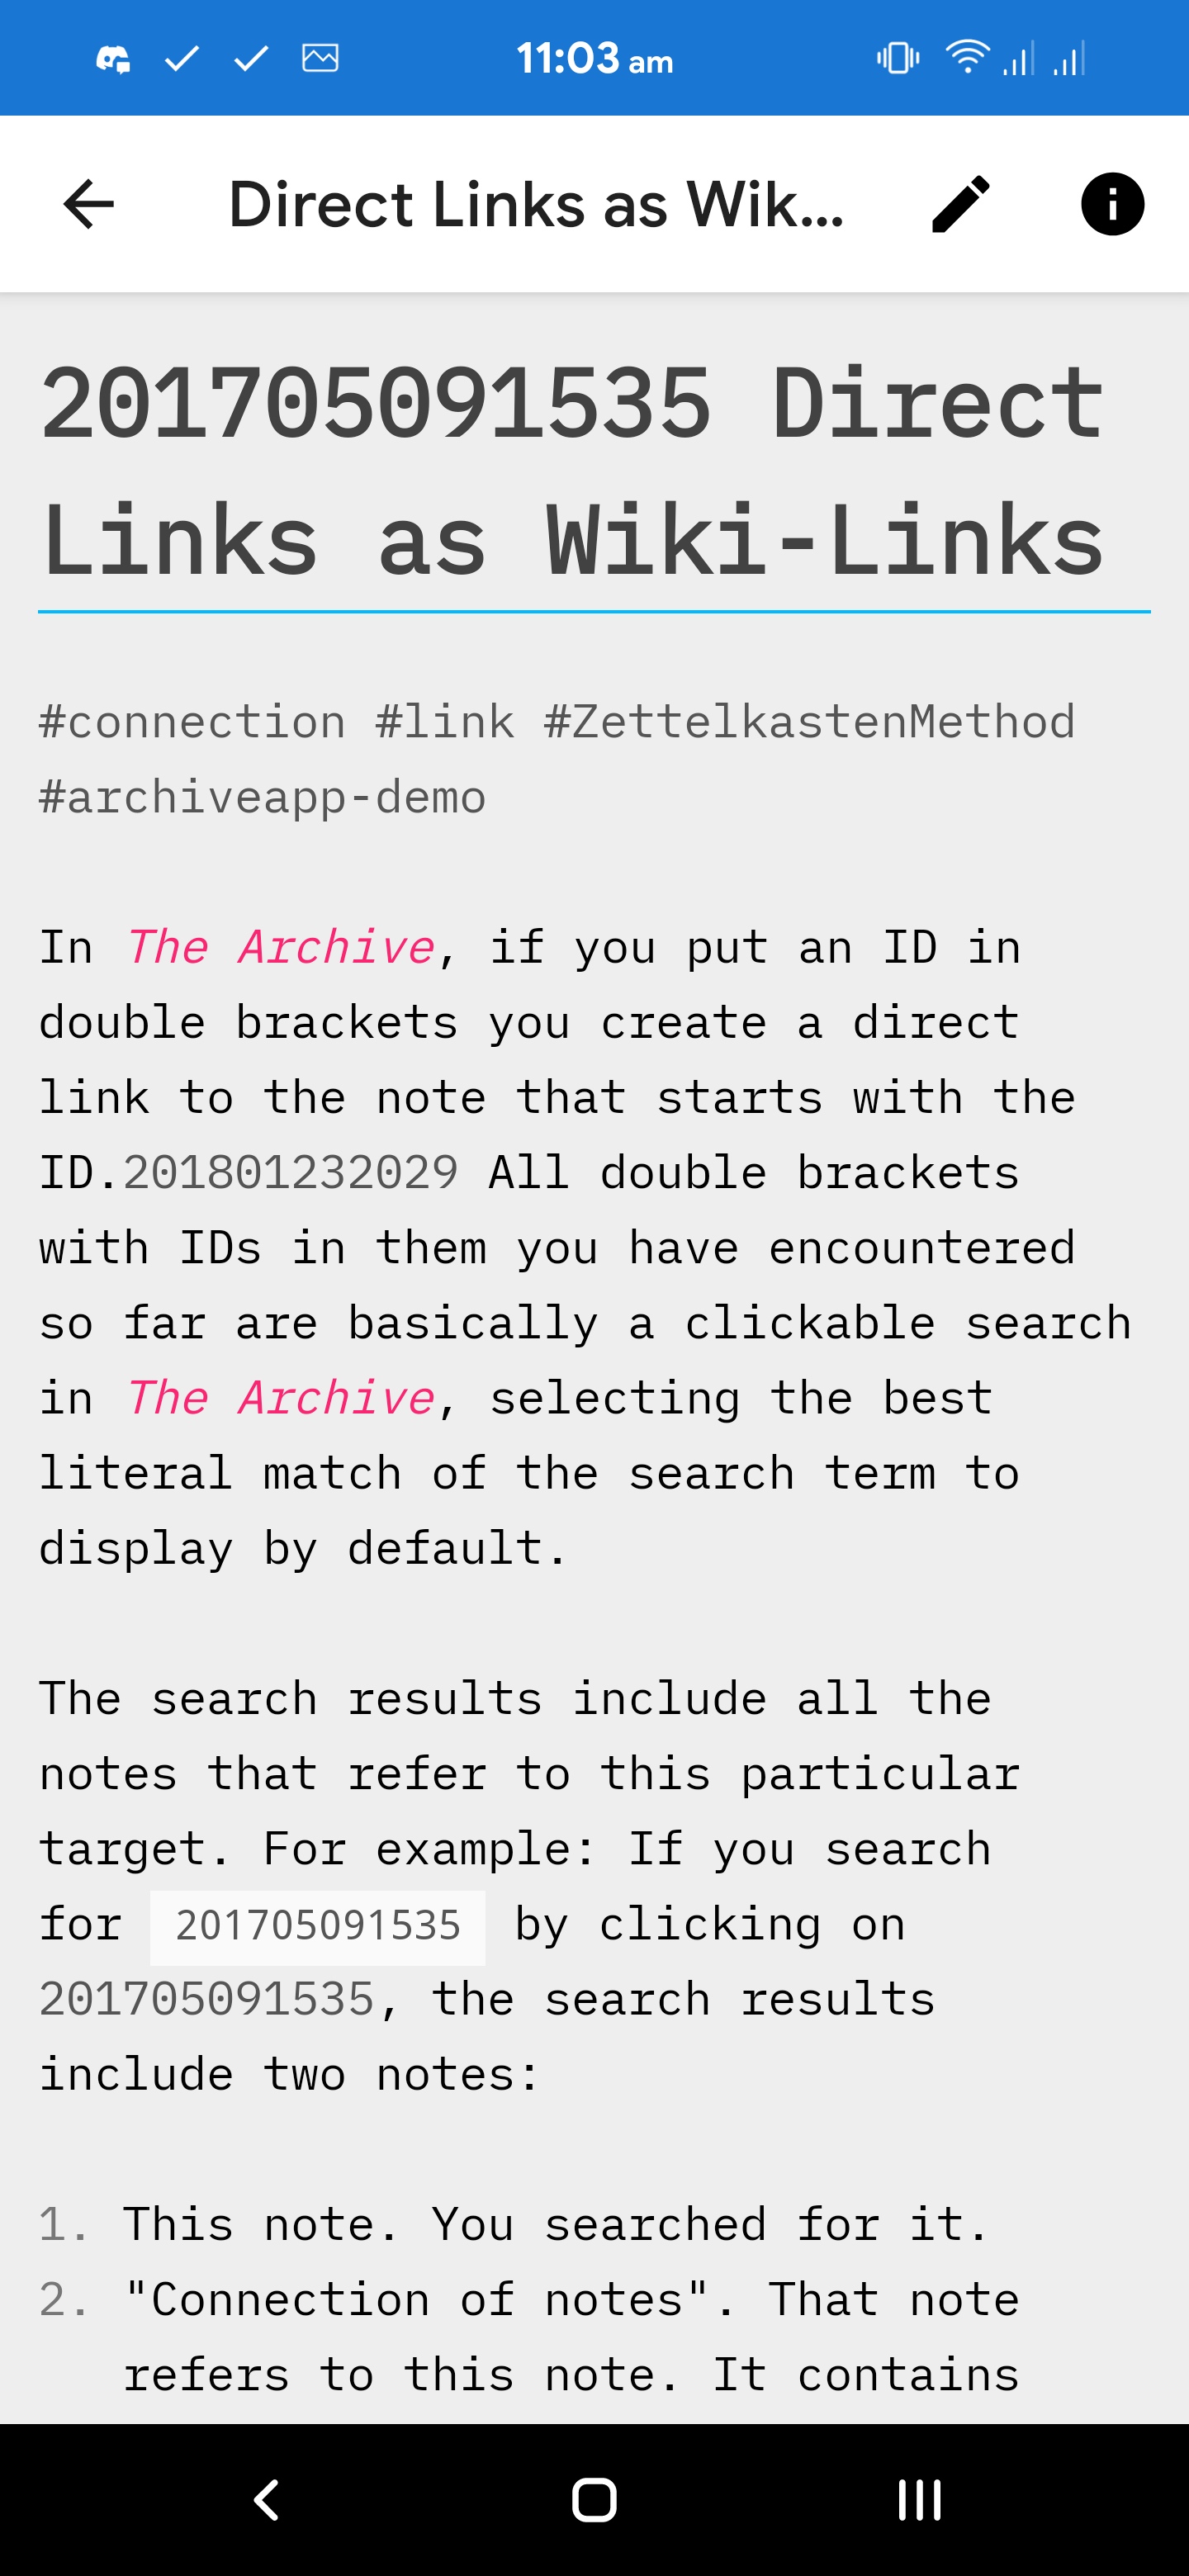 11:03 am
Direct Links as Wik...
201705091535 Direct
Links as Wiki-Links
#connection #link #ZettelkastenMethod
#archiveapp-demo
In The Archive, if you put an ID in
double brackets you create a direct
link to the note that starts with the
ID.201801232029 All double brackets
with IDs in them you have encountered
so far are basically a clickable search
in The Archive, selecting the best
literal match of the search term to
display by default.
The search results include all the
notes that refer to this particular
target. For example: If you search
for 201705091535 by clicking on
201705091535, the search results
include two notes:
1. This note. You searched for it.
2. "Connection of notes". That note
refers to this note. It contains